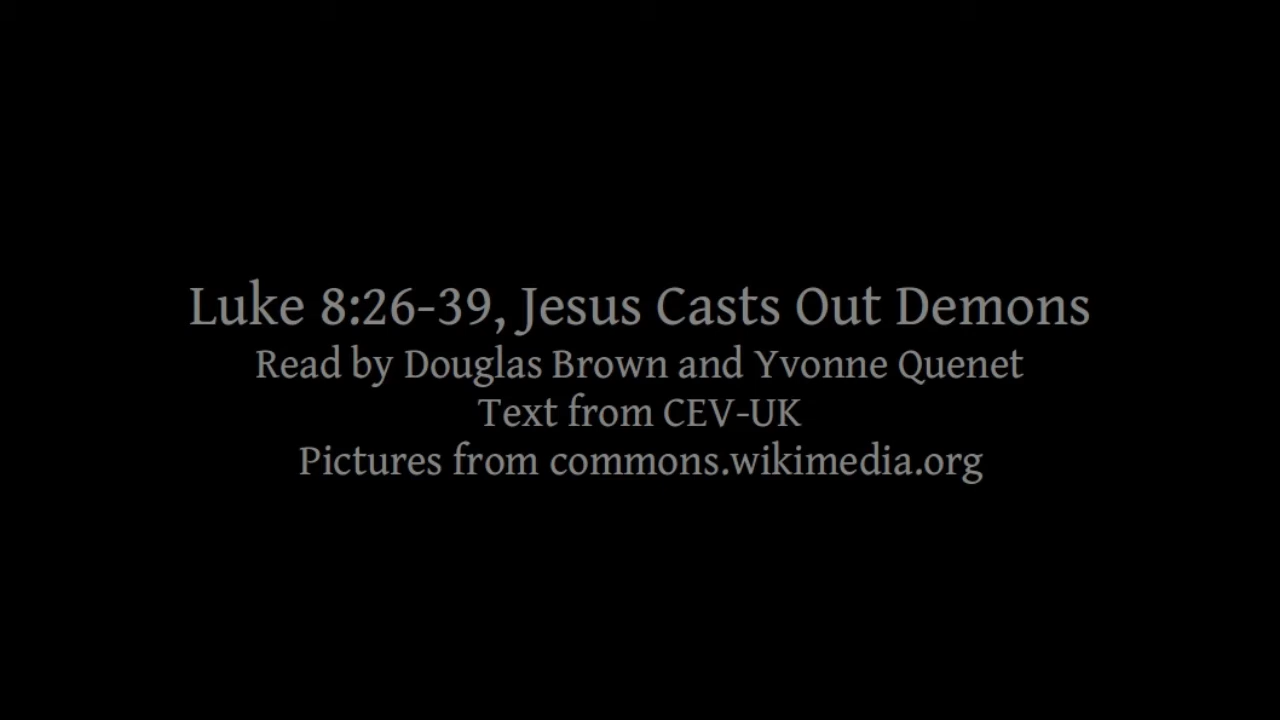 Luke 8:26-39, Jesus Casts Out Demons
Read by Douglas Brown and Yvonne Quenet
Text from CEV-UK
Pictures from commons.wikimedia.org